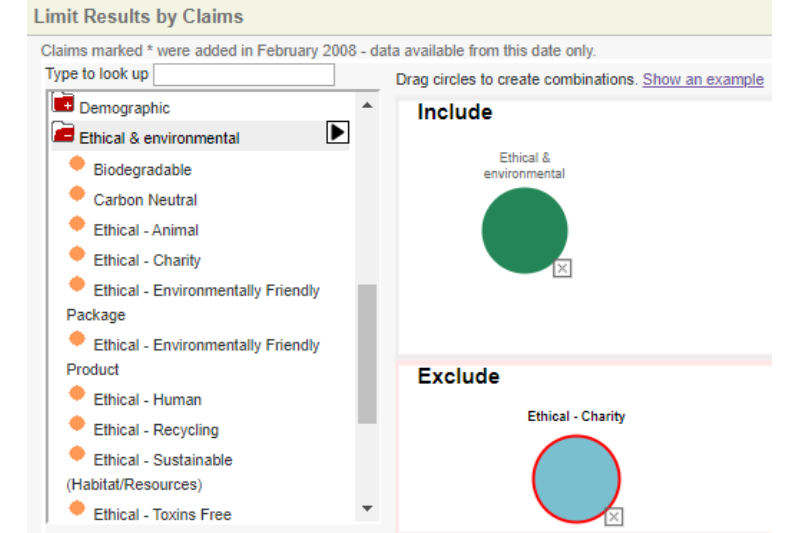 Limit Results by Claims
Claims marked * were added in February 2008 - data available from this date only.
Type to look up
Drag circles to create combinations. Show an example
Demographic
Ethical & environmental
Biodegradable
Carbon Neutral
Ethical - Animal
Ethical - Charity
Ethical - Environmentally Friendly
Package
Ethical - Environmentally Friendly
Product
Ethical - Human
Ethical - Recycling
Ethical - Sustainable
(Habitat/Resources)
Ethical - Toxins Free
Include
Ethical &
environmental
Exclude
Ethical - Charity